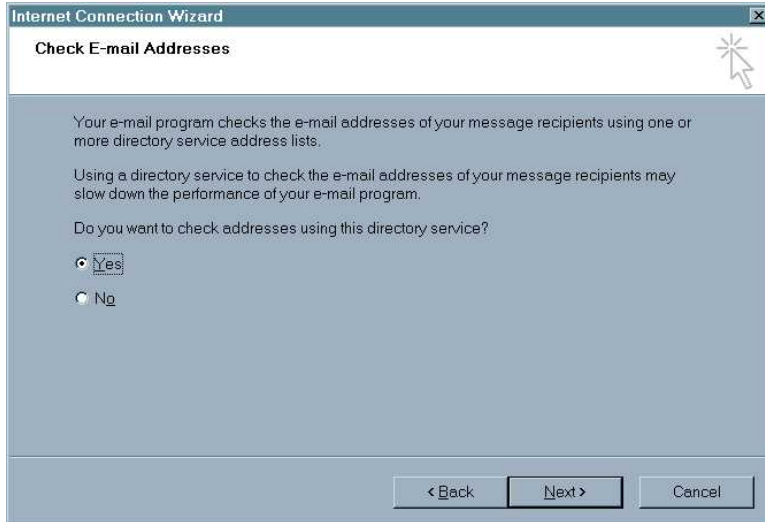 Internet Connection Wizard
Check E-mail Addresses
Your e-mail program checks the e-mail addresses of your message recipients using one or
more directory service address lists.
Using a directory service to check the e-mail addresses of your message recipients may
slow down the performance of your e-mail program.
Do you want to check addresses using this directory service?
Yes
No
< Back
Next >
Cancel